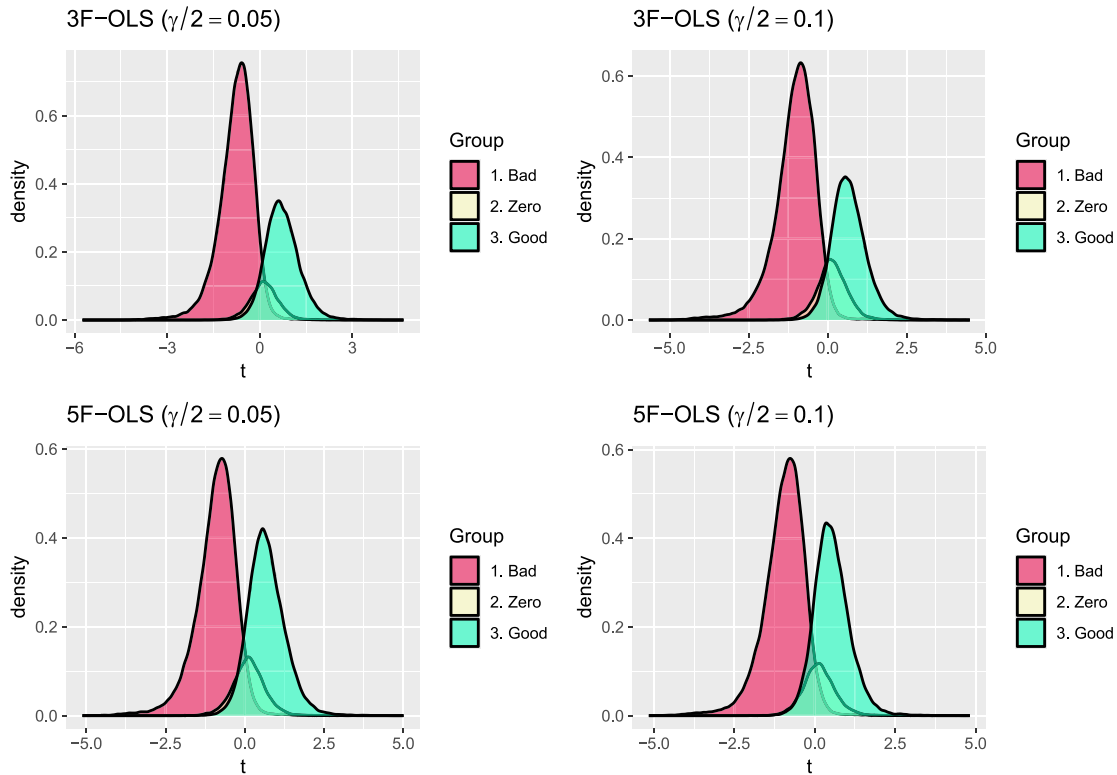 3F−OLS (γ/2 = 0.05)
density
0.6
0.4
0.2
0.0
−6
−3
0
3
t
Group
1. Bad
2. Zero
3. Good
3F−OLS (γ/2 = 0.1)
density
0.6
0.4
0.2
0.0
−5.0
−2.5
0.0
2.5
5.0
t
Group
1. Bad
2. Zero
3. Good
5F−OLS (γ/2 = 0.05)
density
0.6
0.4
0.2
0.0
−5.0
−2.5
0.0
2.5
5.0
t
Group
1. Bad
2. Zero
3. Good
5F−OLS (γ/2 = 0.1)
density
0.6
0.4
0.2
0.0
−5.0
−2.5
0.0
2.5
5.0
t
Group
1. Bad
2. Zero
3. Good